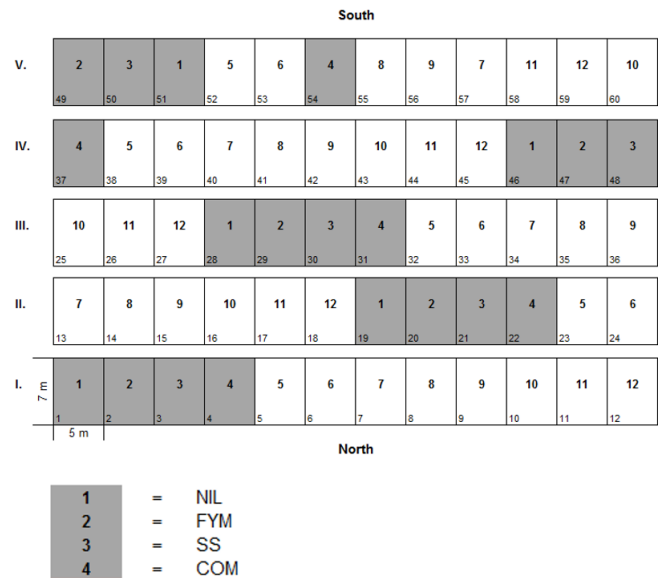 South
V. 2 3 1 5 6 4 8 9 7 11 12 10
49 50 51 52 53 54 55 56 57 58 59 60
IV. 4 5 6 7 8 9 10 11 12 1 2 3
37 38 39 40 41 42 43 44 45 46 47 48
III. 10 11 12 1 2 3 4 5 6 7 8 9
25 26 27 28 29 30 31 32 33 34 35 36
II. 7 8 9 10 11 12 1 2 3 4 5 6
13 14 15 16 17 18 19 20 21 22 23 24
I. 7 m 1 2 3 4 5 6 7 8 9 10 11 12
1 2 3 4 5 6 7 8 9 10 11 12
5 m
North
1 = NIL
2 = FYM
3 = SS
4 = COM